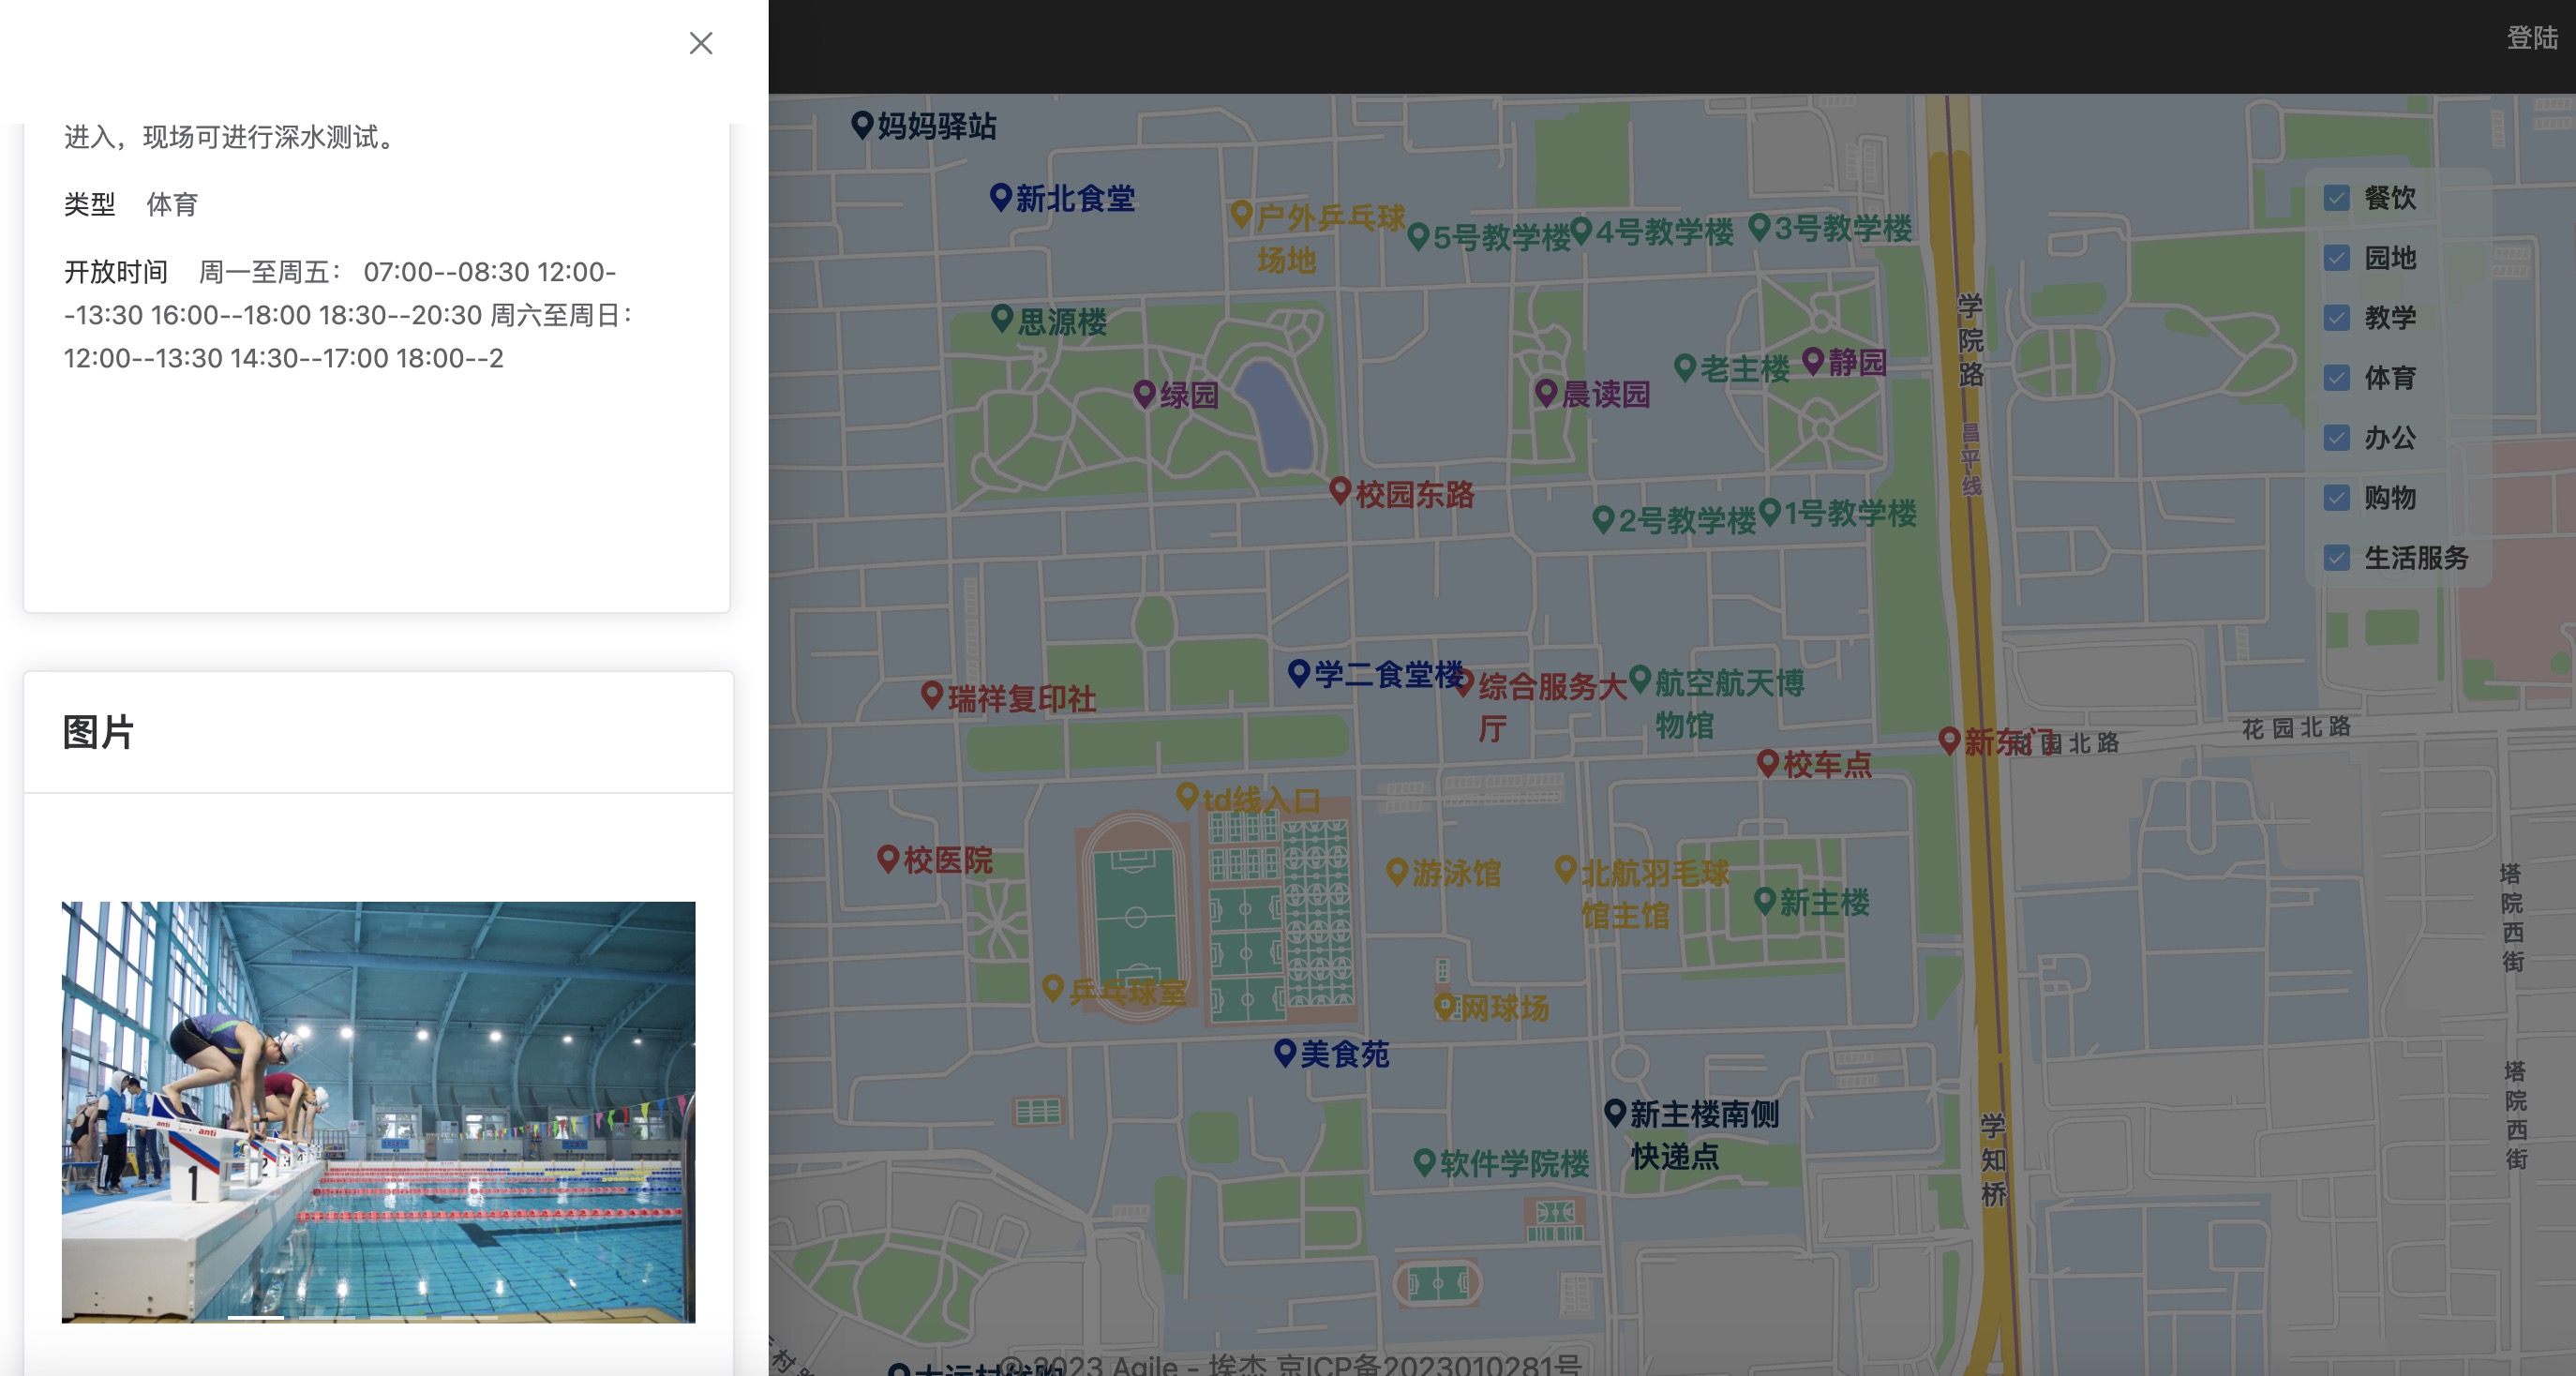 登陆
进入，现场可进行深水测试。
类型 体育
开放时间 周一至周五： 07:00--08:30 12:00-
-13:30 16:00--18:00 18:30--20:30 周六至周日：
12:00--13:30 14:30--17:00 18:00--2
图片
anti
anti
1
2
3
妈妈驿站
新北食堂
户外乒乓球
场地
5号教学楼
4号教学楼
3号教学楼
思源楼
绿园
晨读园
老主楼
静园
学院路
昌平线
校园东路
2号教学楼
1号教学楼
餐饮
园地
教学
体育
办公
购物
生活服务
瑞祥复印社
学二食堂楼
综合服务大
厅
航空航天博
物馆
校车点
新东门
园北路
花园北路
td线入口
校医院
游泳馆
北航羽毛球
馆主馆
新主楼
乒乓球室
网球场
美食苑
新主楼南侧
快递点
软件学院楼
学知桥
塔院西街
塔院西街
© 2023 Agile - 埃杰 京ICP备2023010281号